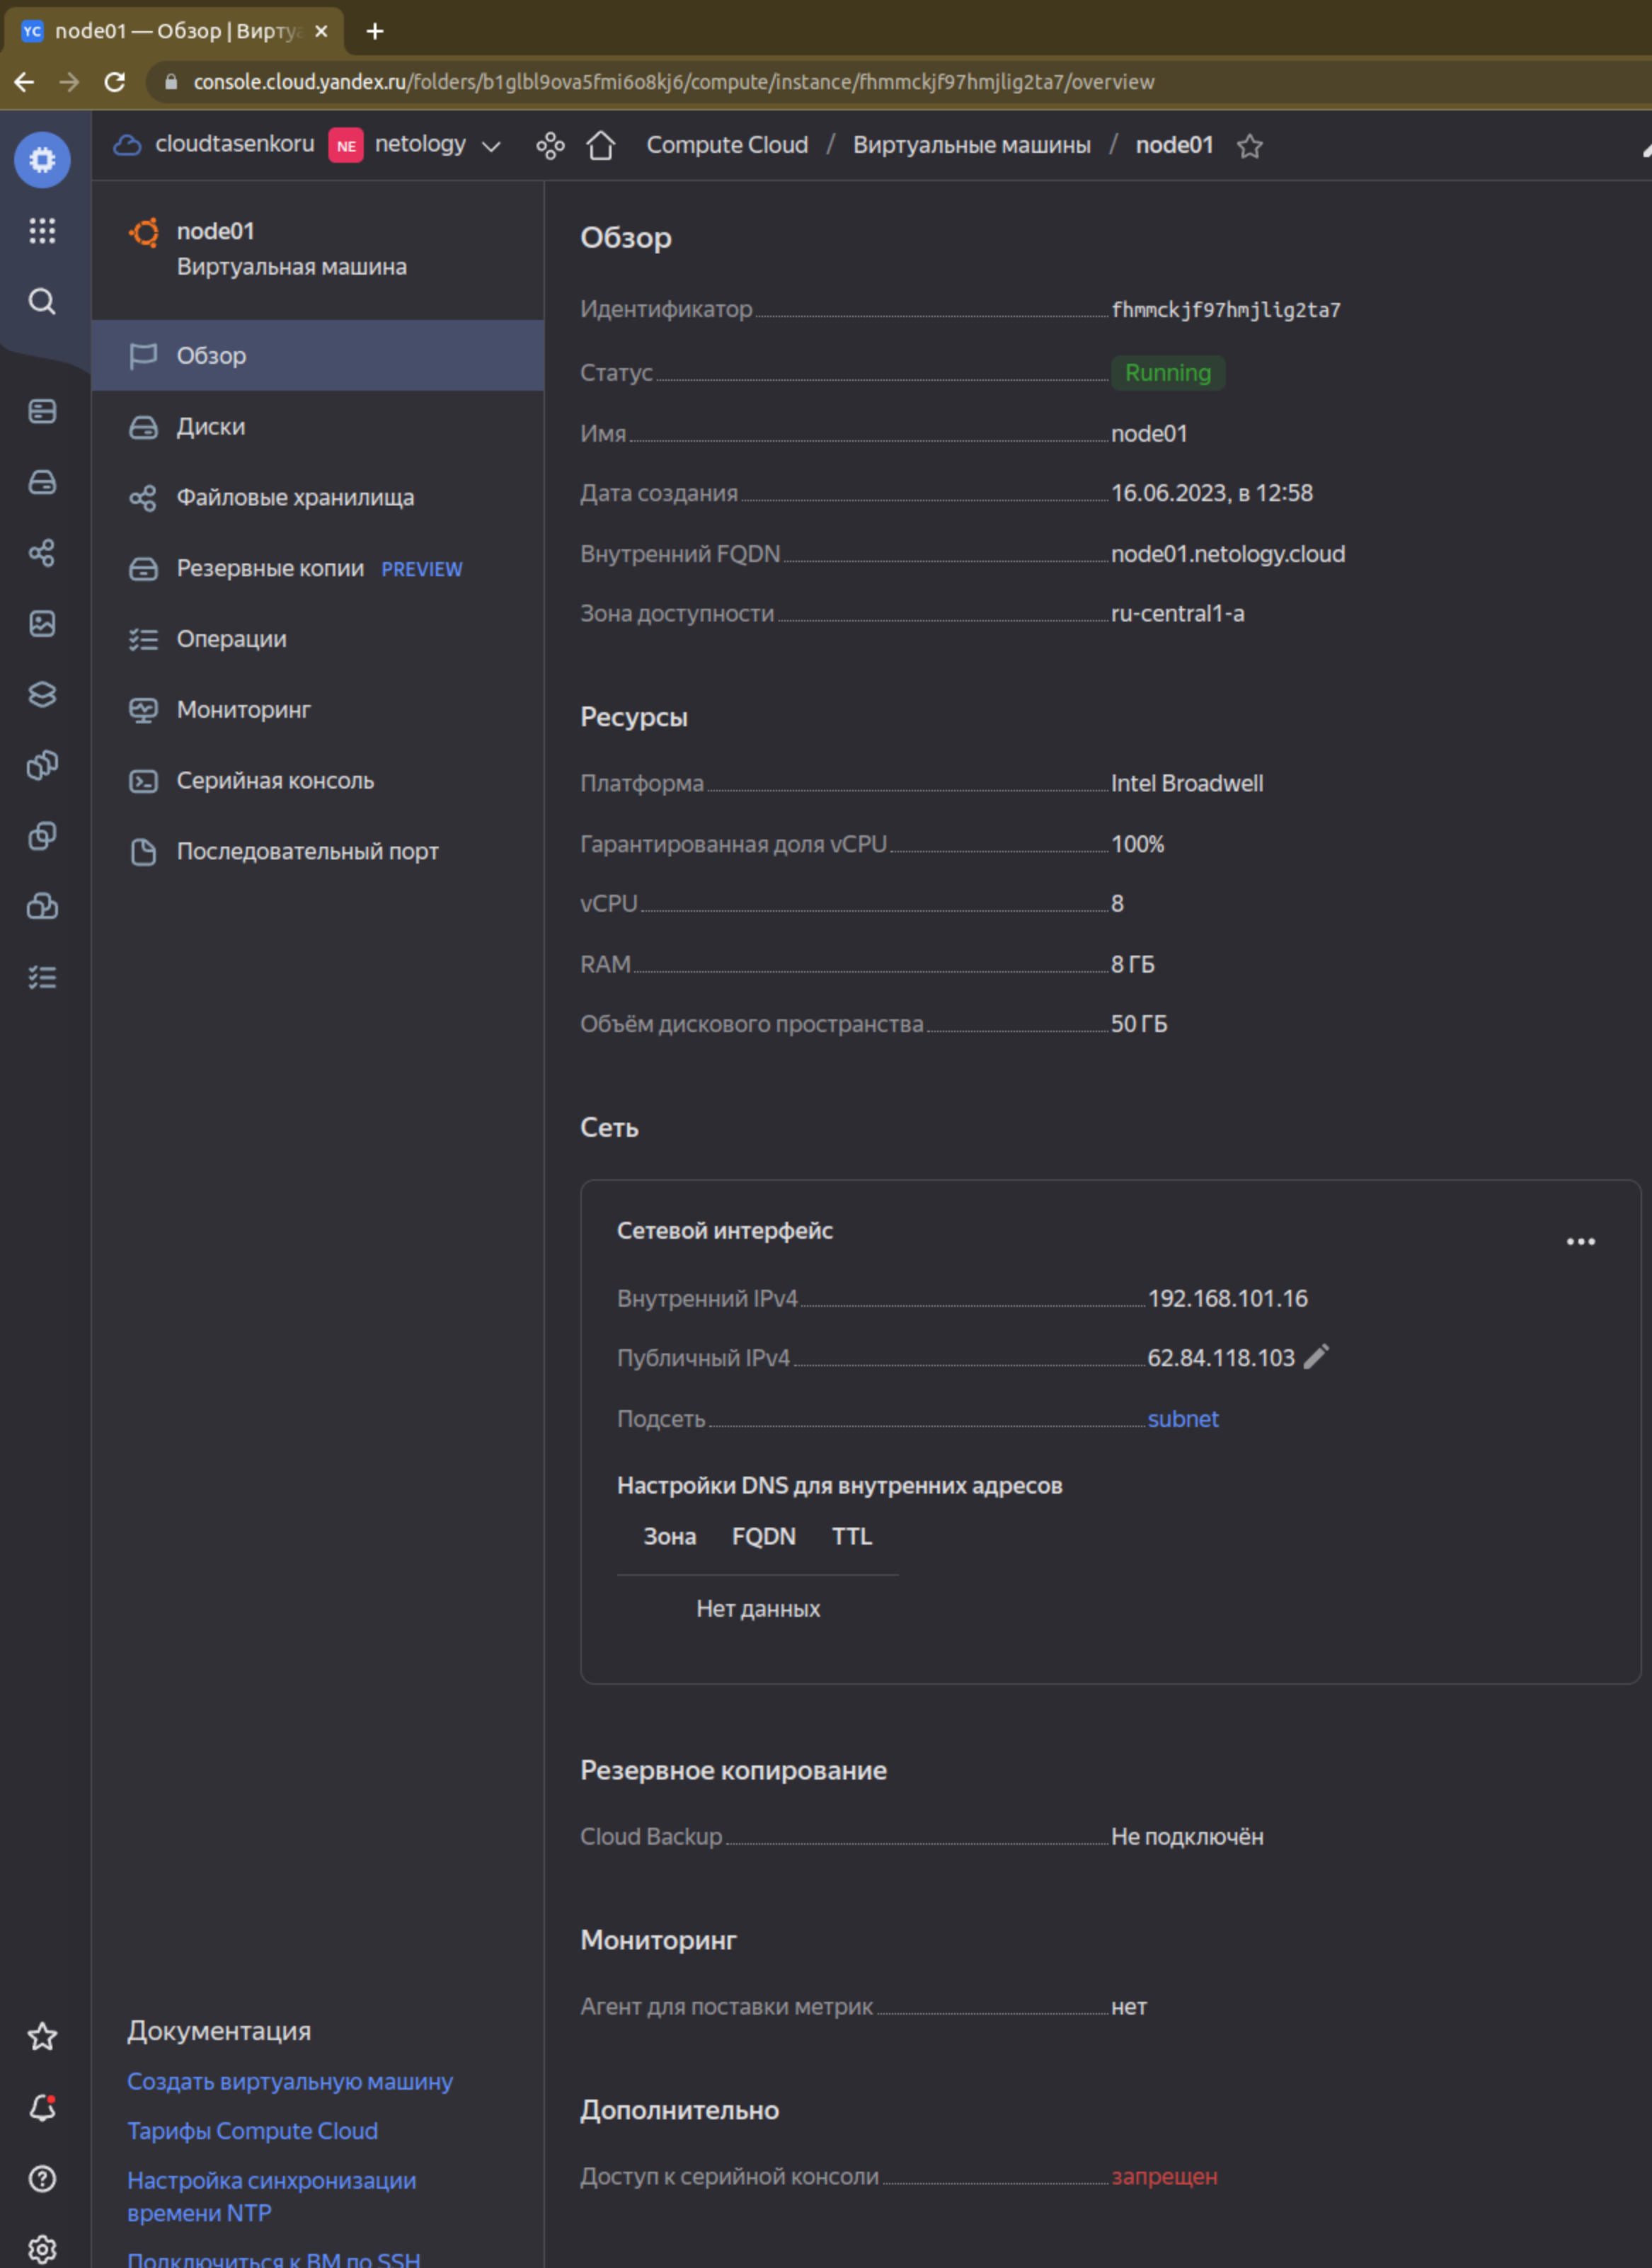 node01 — Обзор | Вирту
console.cloud.yandex.ru/folders/b1glbl9ova5fmi6o8kj6/compute/instance/fhmmckjf97hmjlig2ta7/overview
cloudtasenkoru NE netology Compute Cloud / Виртуальные машины / node01
node01
Виртуальная машина
Обзор
Диски
Файловые хранилища
Резервные копии PREVIEW
Операции
Мониторинг
Серийная консоль
Последовательный порт
Документация
Создать виртуальную машину
Тарифы Compute Cloud
Настройка синхронизации
времени NTP
Подключиться к ВМ по SSH
Обзор
Идентификатор fhmmckjf97hmjlig2ta7
Статус Running
Имя node01
Дата создания 16.06.2023, в 12:58
Внутренний FQDN node01.netology.cloud
Зона доступности ru-central1-a
Ресурсы
Платформа Intel Broadwell
Гарантированная доля vCPU 100%
vCPU 8
RAM 8 ГБ
Объём дискового пространства 50 ГБ
Сеть
Сетевой интерфейс
Внутренний IPv4 192.168.101.16
Публичный IPv4 62.84.118.103
Подсеть subnet
Настройки DNS для внутренних адресов
Зона FQDN TTL
Нет данных
Резервное копирование
Cloud Backup Не подключён
Мониторинг
Агент для поставки метрик нет
Дополнительно
Доступ к серийной консоли запрещен